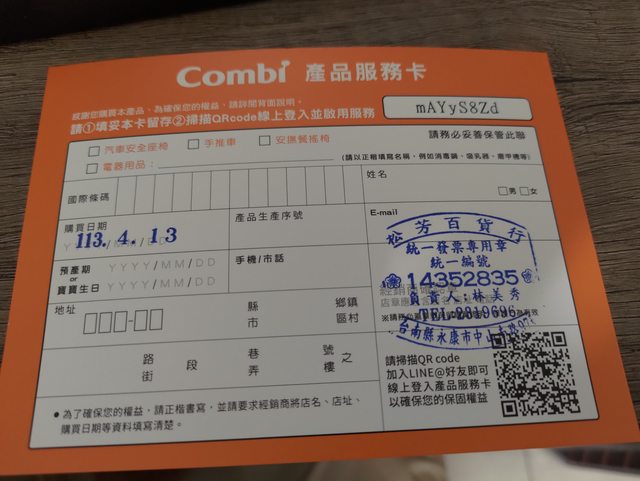 Combi 產品服務卡
感謝您購買本產品、為確保您的權益，請詳閱背面說明。
請①填妥本卡留存②掃描QRcode線上登入並啟用服務
mAYyS8Zd
請務必妥善保管此聯
□ 汽車安全座椅 □ 手推車 □ 安撫餐搖椅
□ 電器用品：
(請以正楷填寫名稱，例如消毒鍋、吸乳器、磨甲機等)
國際條碼
姓名
□男 □女
購買日期
113. 4. 13
產品生產序號
E-mail
預產期
or
寶寶生日
YYYY/MM/DD
YYYY/MM/DD
手機/市話
松芳百貨行
統一發票專用章
統一編號
14352835
負責人:林美秀
TEL:2819696
台南縣永康市中山
地址
□□□-□□
縣市
鄉鎮區村
路街
段
巷弄
號樓
之
請掃描QR code
加入LINE@好友即可
線上登入產品服務卡
以確保您的保固權益
●為了確保您的權益，請正楷書寫，並請要求經銷商將店名、店址、
購買日期等資料填寫清楚。